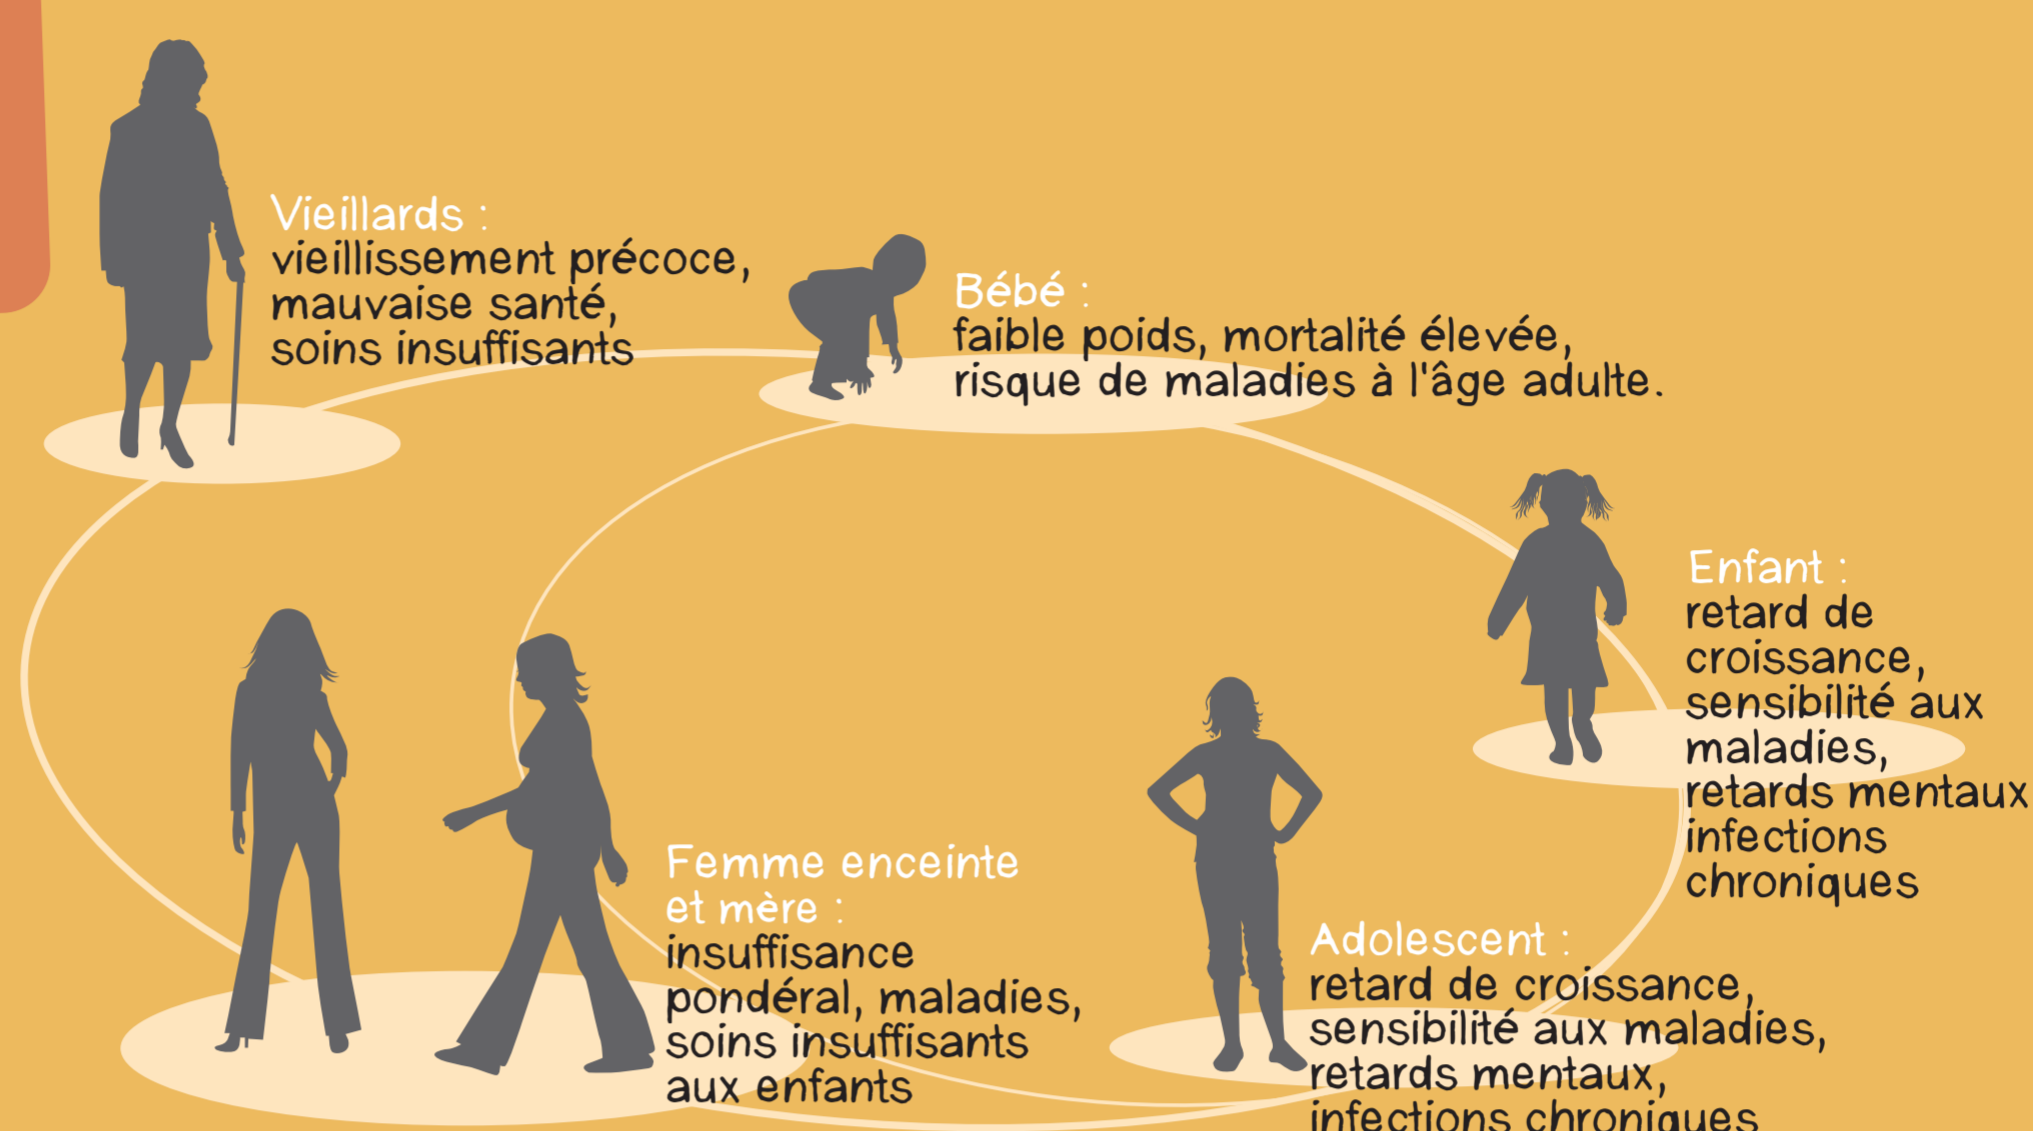 Vieillards :
vieillissement précoce,
mauvaise santé,
soins insuffisants
Bébé :
faible poids, mortalité élevée,
risque de maladies à l'âge adulte.
Enfant :
retard de
croissance,
sensibilité aux
maladies,
retards mentaux
infections
chroniques
Femme enceinte
et mère :
insuffisance
pondéral, maladies,
soins insuffisants
aux enfants
Adolescent :
retard de croissance,
sensibilité aux maladies,
retards mentaux,
infections chroniques